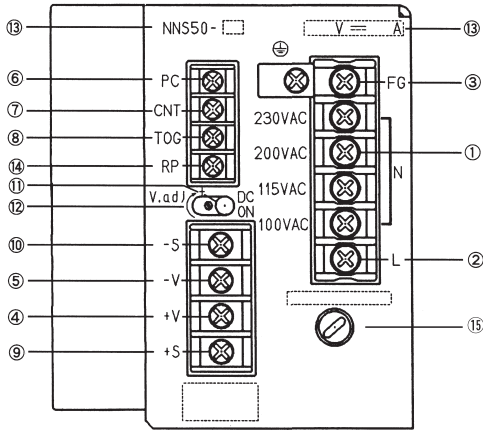 ⑬ NNS50- V ⎓ A ⑬
⑥ PC
⑦ CNT
⑧ TOG
⑭ RP
⑪
⑫ V.adj + DC ON
⑩ -S
⑤ -V
④ +V
⑨ +S
FG ③
230VAC
200VAC ①
115VAC N
100VAC
L ②
⑮